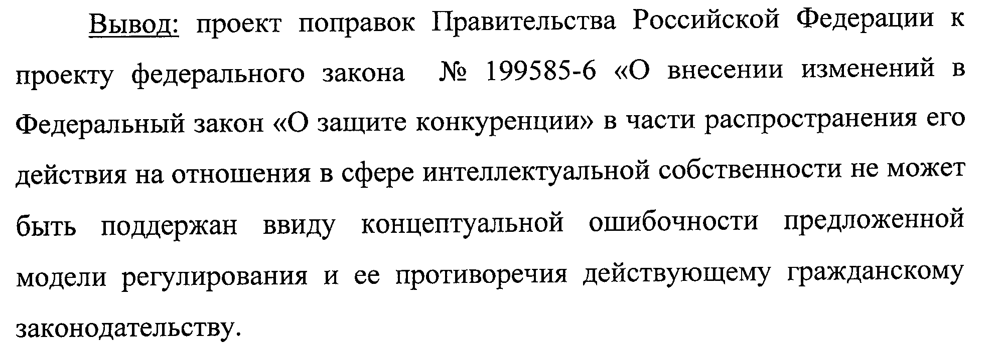 Вывод: проект поправок Правительства Российской Федерации к
проекту федерального закона № 199585-6 «О внесении изменений в
Федеральный закон «О защите конкуренции» в части распространения его
действия на отношения в сфере интеллектуальной собственности не может
быть поддержан ввиду концептуальной ошибочности предложенной
модели регулирования и ее противоречия действующему гражданскому
законодательству.